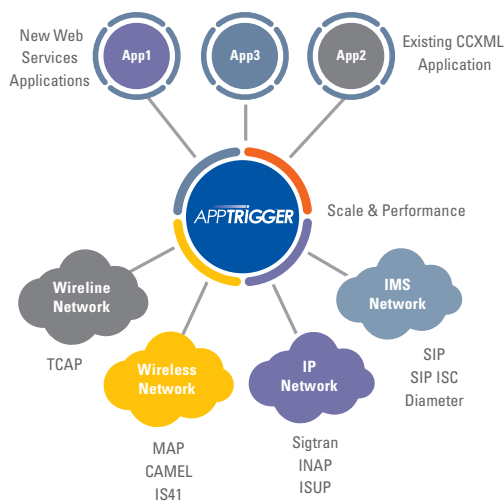 New Web
Services
Applications
App1
App3
App2
Existing CCXML
Application
APPTRIGGER
Scale & Performance
Wireline
Network
TCAP
Wireless
Network
MAP
CAMEL
IS41
IP
Network
Sigtran
INAP
ISUP
IMS
Network
SIP
SIP ISC
Diameter